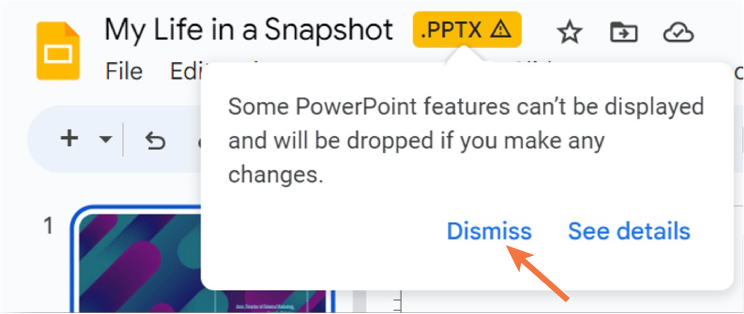 My Life in a Snapshot .PPTX
File Edi
Some PowerPoint features can't be displayed
and will be dropped if you make any
changes.
Dismiss See details
1